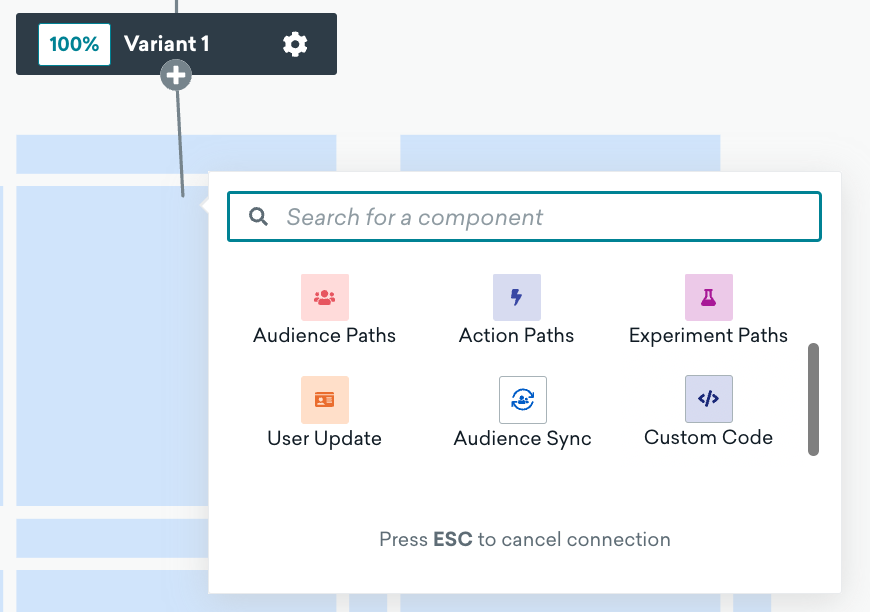 100% Variant 1
Search for a component
Audience Paths Action Paths Experiment Paths
User Update Audience Sync Custom Code
Press ESC to cancel connection